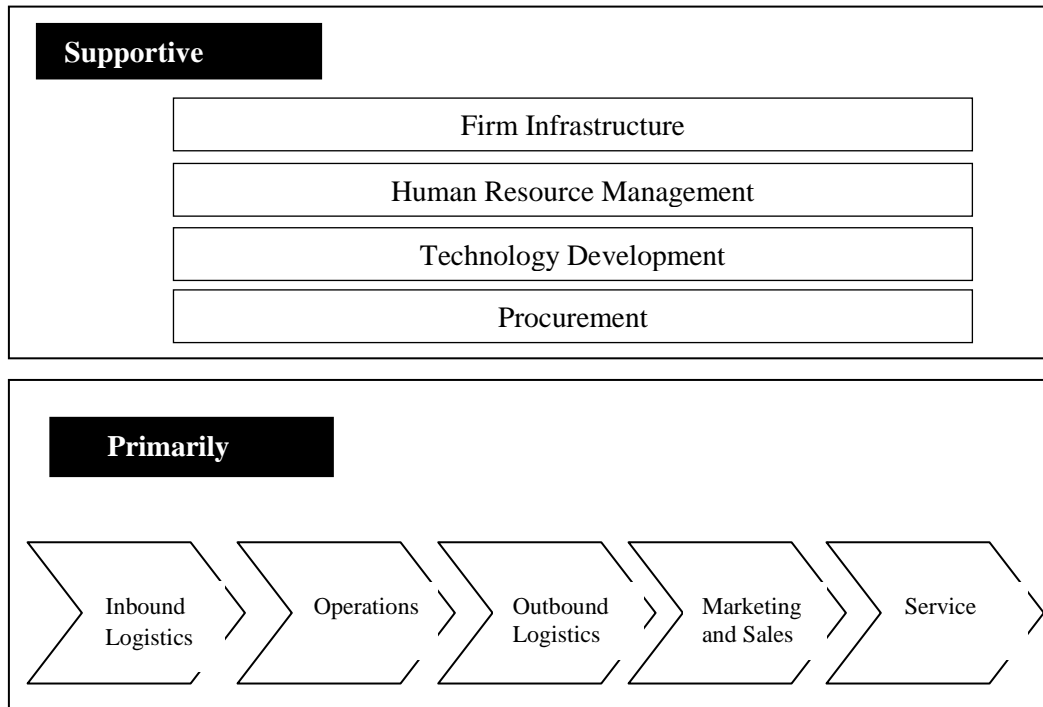 Supportive
Firm Infrastructure
Human Resource Management
Technology Development
Procurement
Primarily
Inbound
Logistics
Operations
Outbound
Logistics
Marketing
and Sales
Service